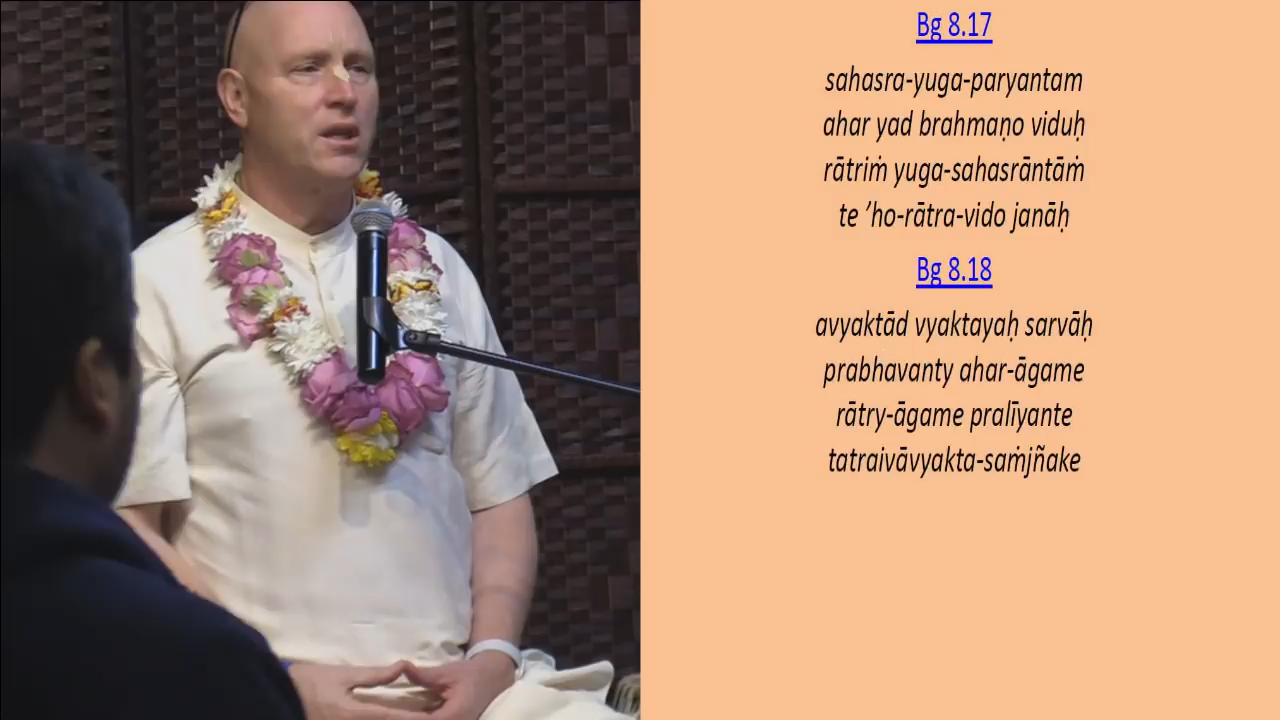 Bg 8.17
sahasra-yuga-paryantam
ahar yad brahmaṇo viduḥ
rātriṁ yuga-sahasrāntāṁ
te ’ho-rātra-vido janāḥ
Bg 8.18
avyaktād vyaktayaḥ sarvāḥ
prabhavanty ahar-āgame
rātry-āgame pralīyante
tatraivāvyakta-saṁjñake